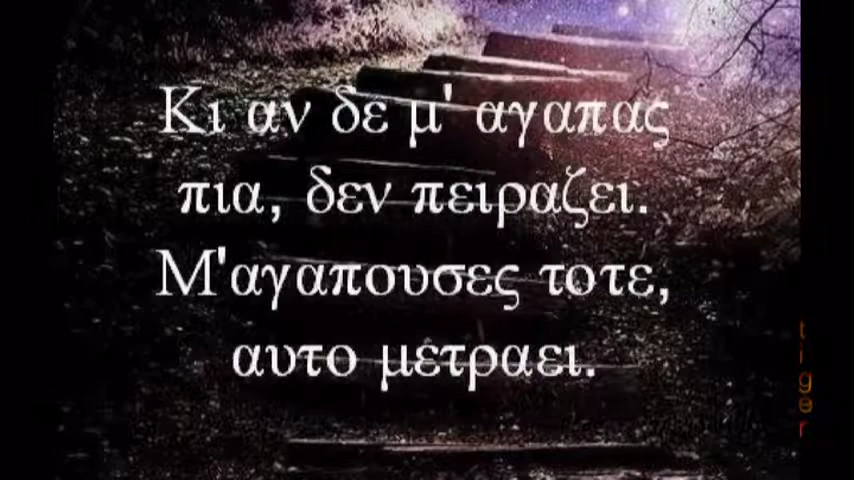 Κι αν δε μ' αγαπας
πια, δεν πειραζει.
Μ'αγαπουσες τοτε,
αυτο μετραει.
tiger